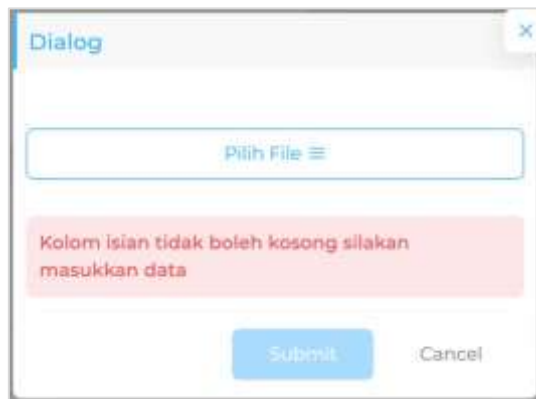 Dialog
Pilih File
Kolom isian tidak boleh kosong silakan
masukkan data
Submit
Cancel